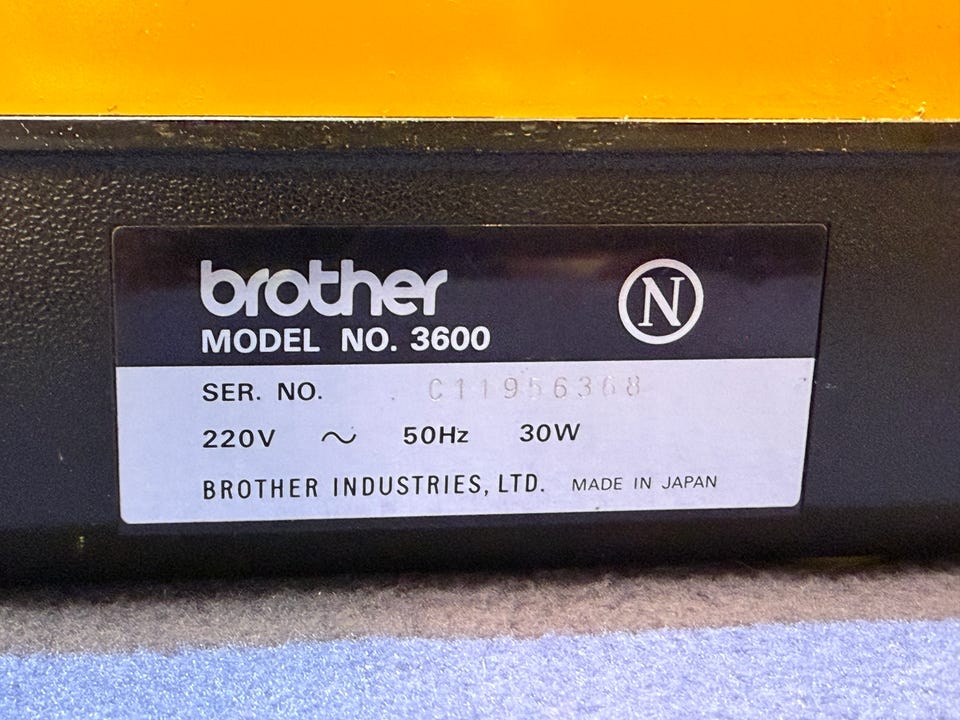 brother
N
MODEL NO. 3600
SER. NO. C11956368
220V ~ 50Hz 30W
BROTHER INDUSTRIES, LTD. MADE IN JAPAN